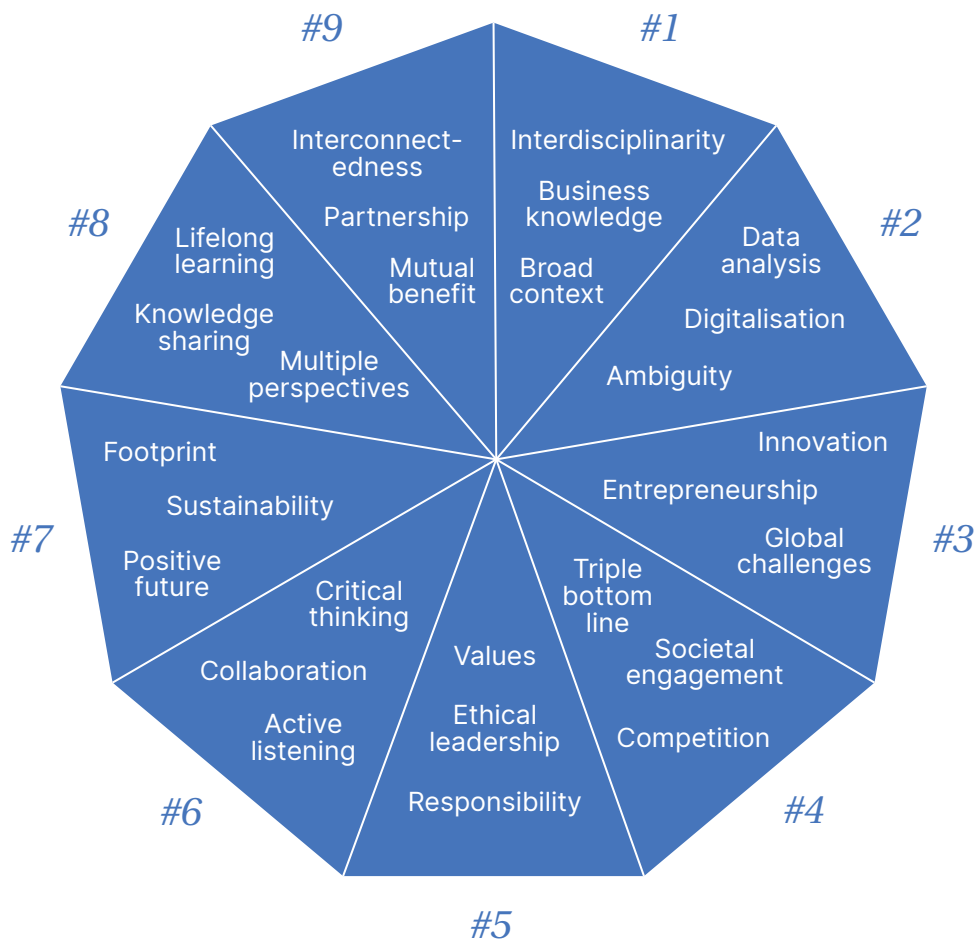 #1
Interdisciplinarity
Business
knowledge
Broad
context
#2
Data
analysis
Digitalisation
Ambiguity
#3
Innovation
Entrepreneurship
Global
challenges
#4
Triple
bottom
line
Societal
engagement
Competition
#5
Values
Ethical
leadership
Responsibility
#6
Critical
thinking
Collaboration
Active
listening
#7
Footprint
Sustainability
Positive
future
#8
Lifelong
learning
Knowledge
sharing
Multiple
perspectives
#9
Interconnect-
edness
Partnership
Mutual
benefit